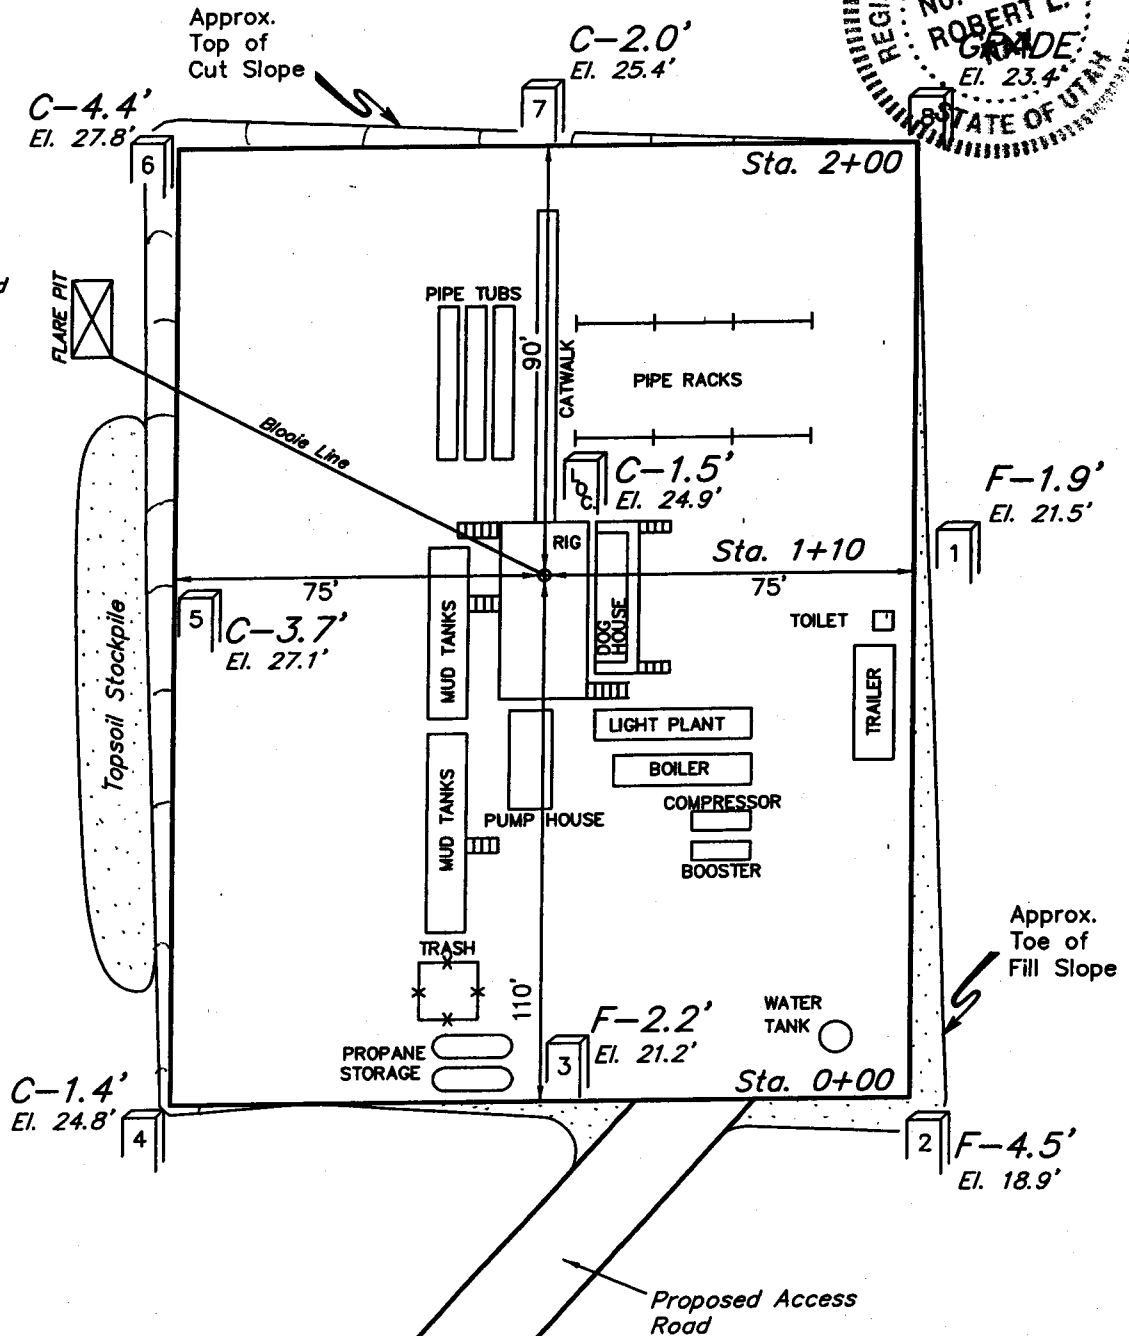 Approx.
Top of
Cut Slope
C-2.0'
El. 25.4'
7
ROBERT L.
STATE OF UTAH
GRADE
El. 23.4'
8
C-4.4'
El. 27.8'
6
Sta. 2+00
FLARE PIT
PIPE TUBS
90'
CATWALK
PIPE RACKS
Blooie Line
LOC.
C-1.5'
El. 24.9'
F-1.9'
El. 21.5'
1
RIG
Sta. 1+10
75'
75'
5
C-3.7'
El. 27.1'
MUD TANKS
DOG
HOUSE
TOILET
TRAILER
Topsoil Stockpile
LIGHT PLANT
BOILER
MUD TANKS
PUMP HOUSE
COMPRESSOR
BOOSTER
TRASH
110'
Approx.
Toe of
Fill Slope
WATER
TANK
F-2.2'
El. 21.2'
3
PROPANE
STORAGE
Sta. 0+00
C-1.4'
El. 24.8'
4
2
F-4.5'
El. 18.9'
Proposed Access
Road